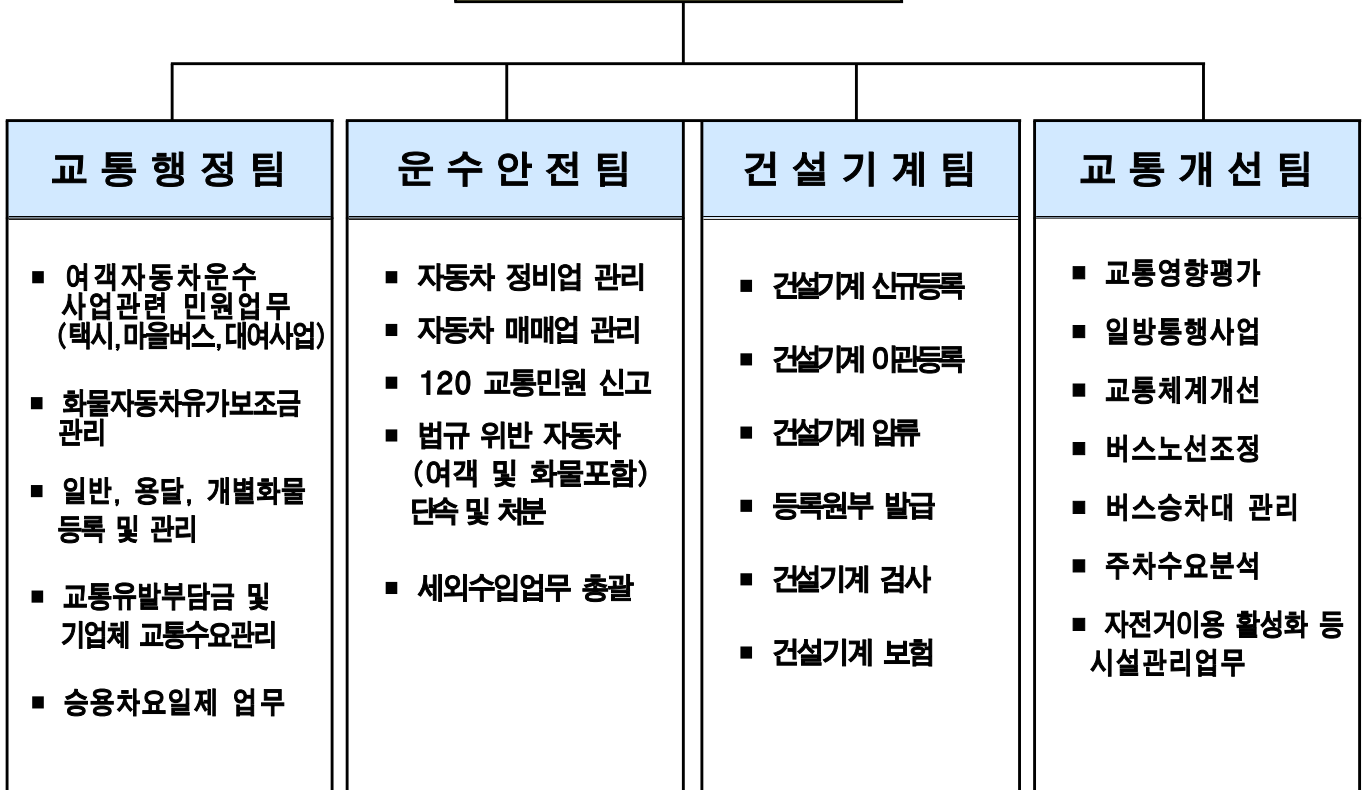 교통행정팀
■ 여객자동차운수
사업관련 민원업무
(택시,마을버스,대여사업)
■ 화물자동차유가보조금
관리
■ 일반, 용달, 개별화물
등록 및 관리
■ 교통유발부담금 및
기업체 교통수요관리
■ 승용차요일제 업무
운수안전팀
■ 자동차 정비업 관리
■ 자동차 매매업 관리
■ 120 교통민원 신고
■ 법규 위반 자동차
(여객 및 화물포함)
단속 및 처분
■ 세외수입업무 총괄
건설기계팀
■ 건설기계 신규등록
■ 건설기계 이관등록
■ 건설기계 압류
■ 등록원부 발급
■ 건설기계 검사
■ 건설기계 보험
교통개선팀
■ 교통영향평가
■ 일방통행사업
■ 교통체계개선
■ 버스노선조정
■ 버스승차대 관리
■ 주차수요분석
■ 자전거이용 활성화 등
시설관리업무